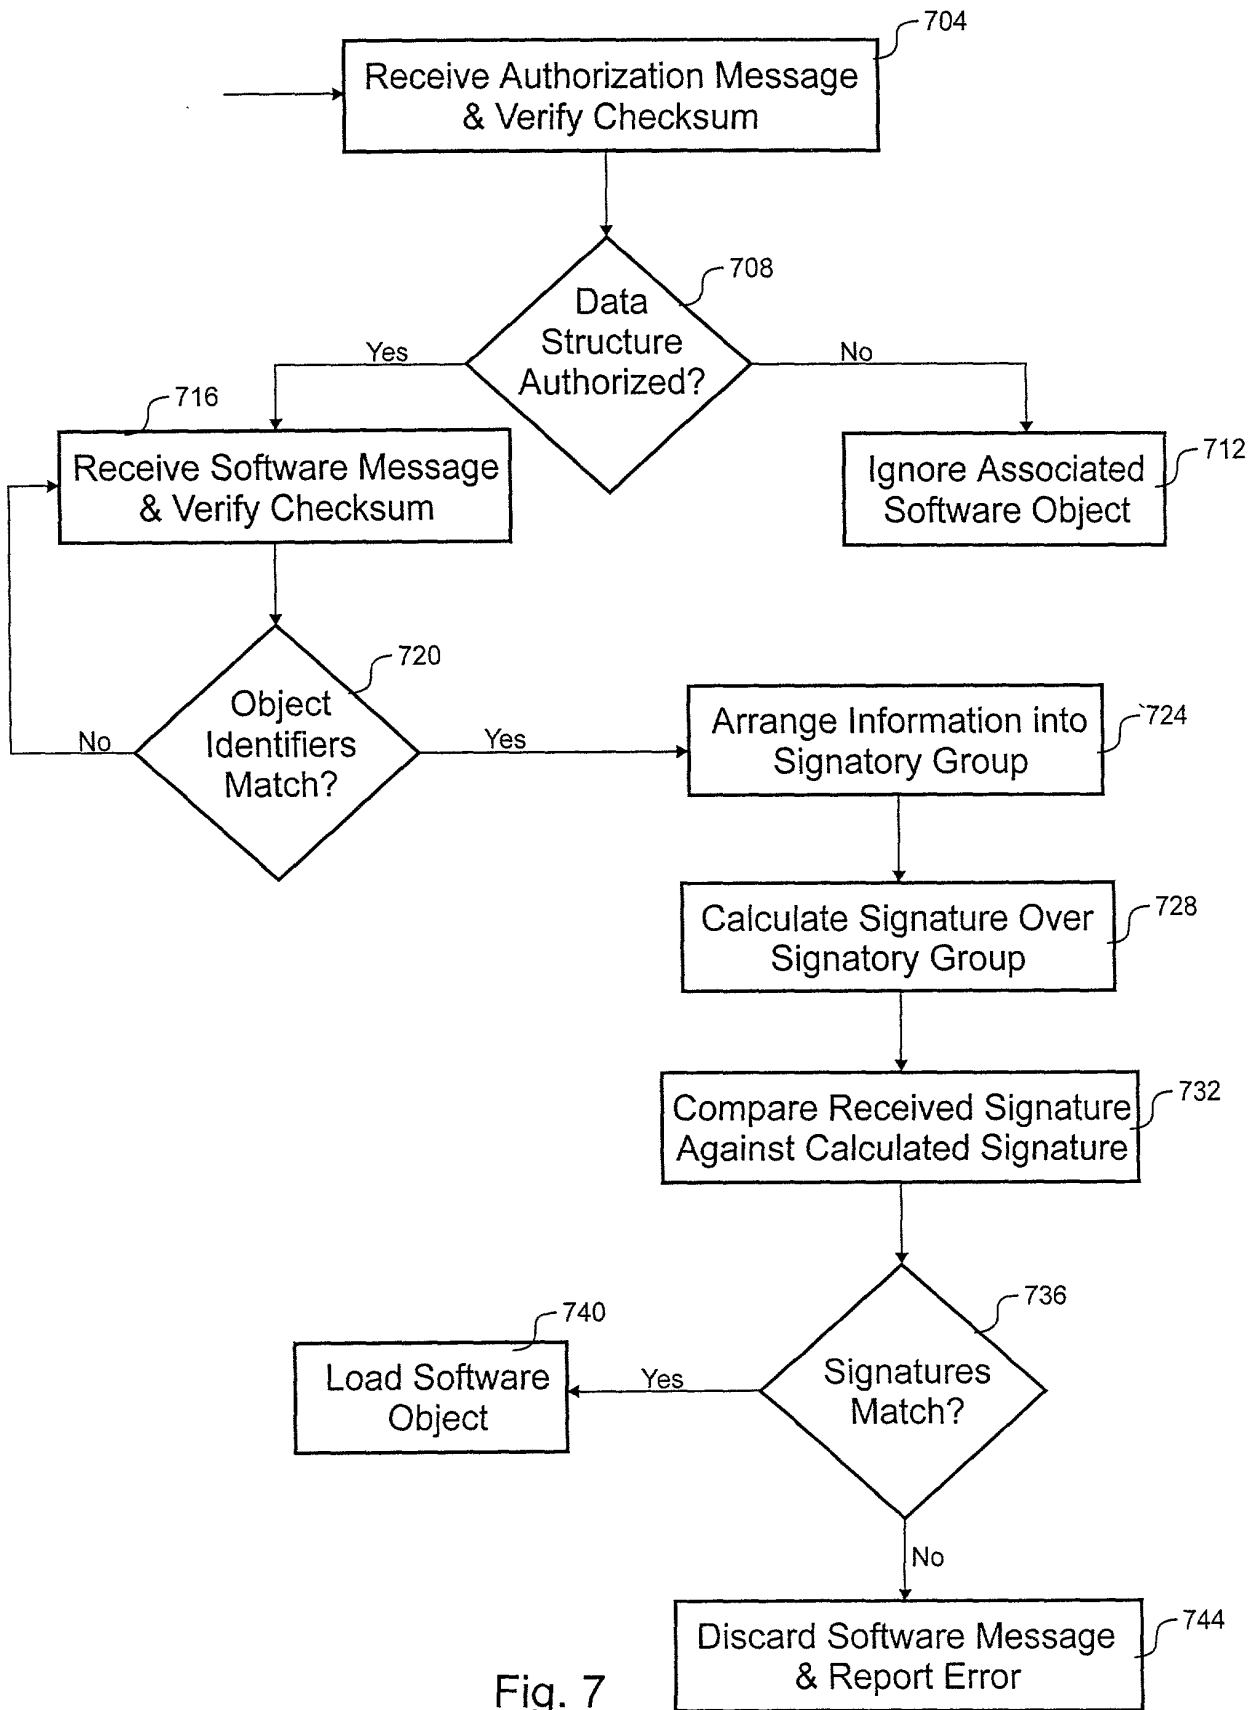 704
Receive Authorization Message
& Verify Checksum
708
Data
Structure
Authorized?
Yes
No
716
Receive Software Message
& Verify Checksum
712
Ignore Associated
Software Object
720
Object
Identifiers
Match?
No
Yes
724
Arrange Information into
Signatory Group
728
Calculate Signature Over
Signatory Group
732
Compare Received Signature
Against Calculated Signature
736
Signatures
Match?
740
Load Software
Object
Yes
No
744
Discard Software Message
& Report Error
Fig. 7